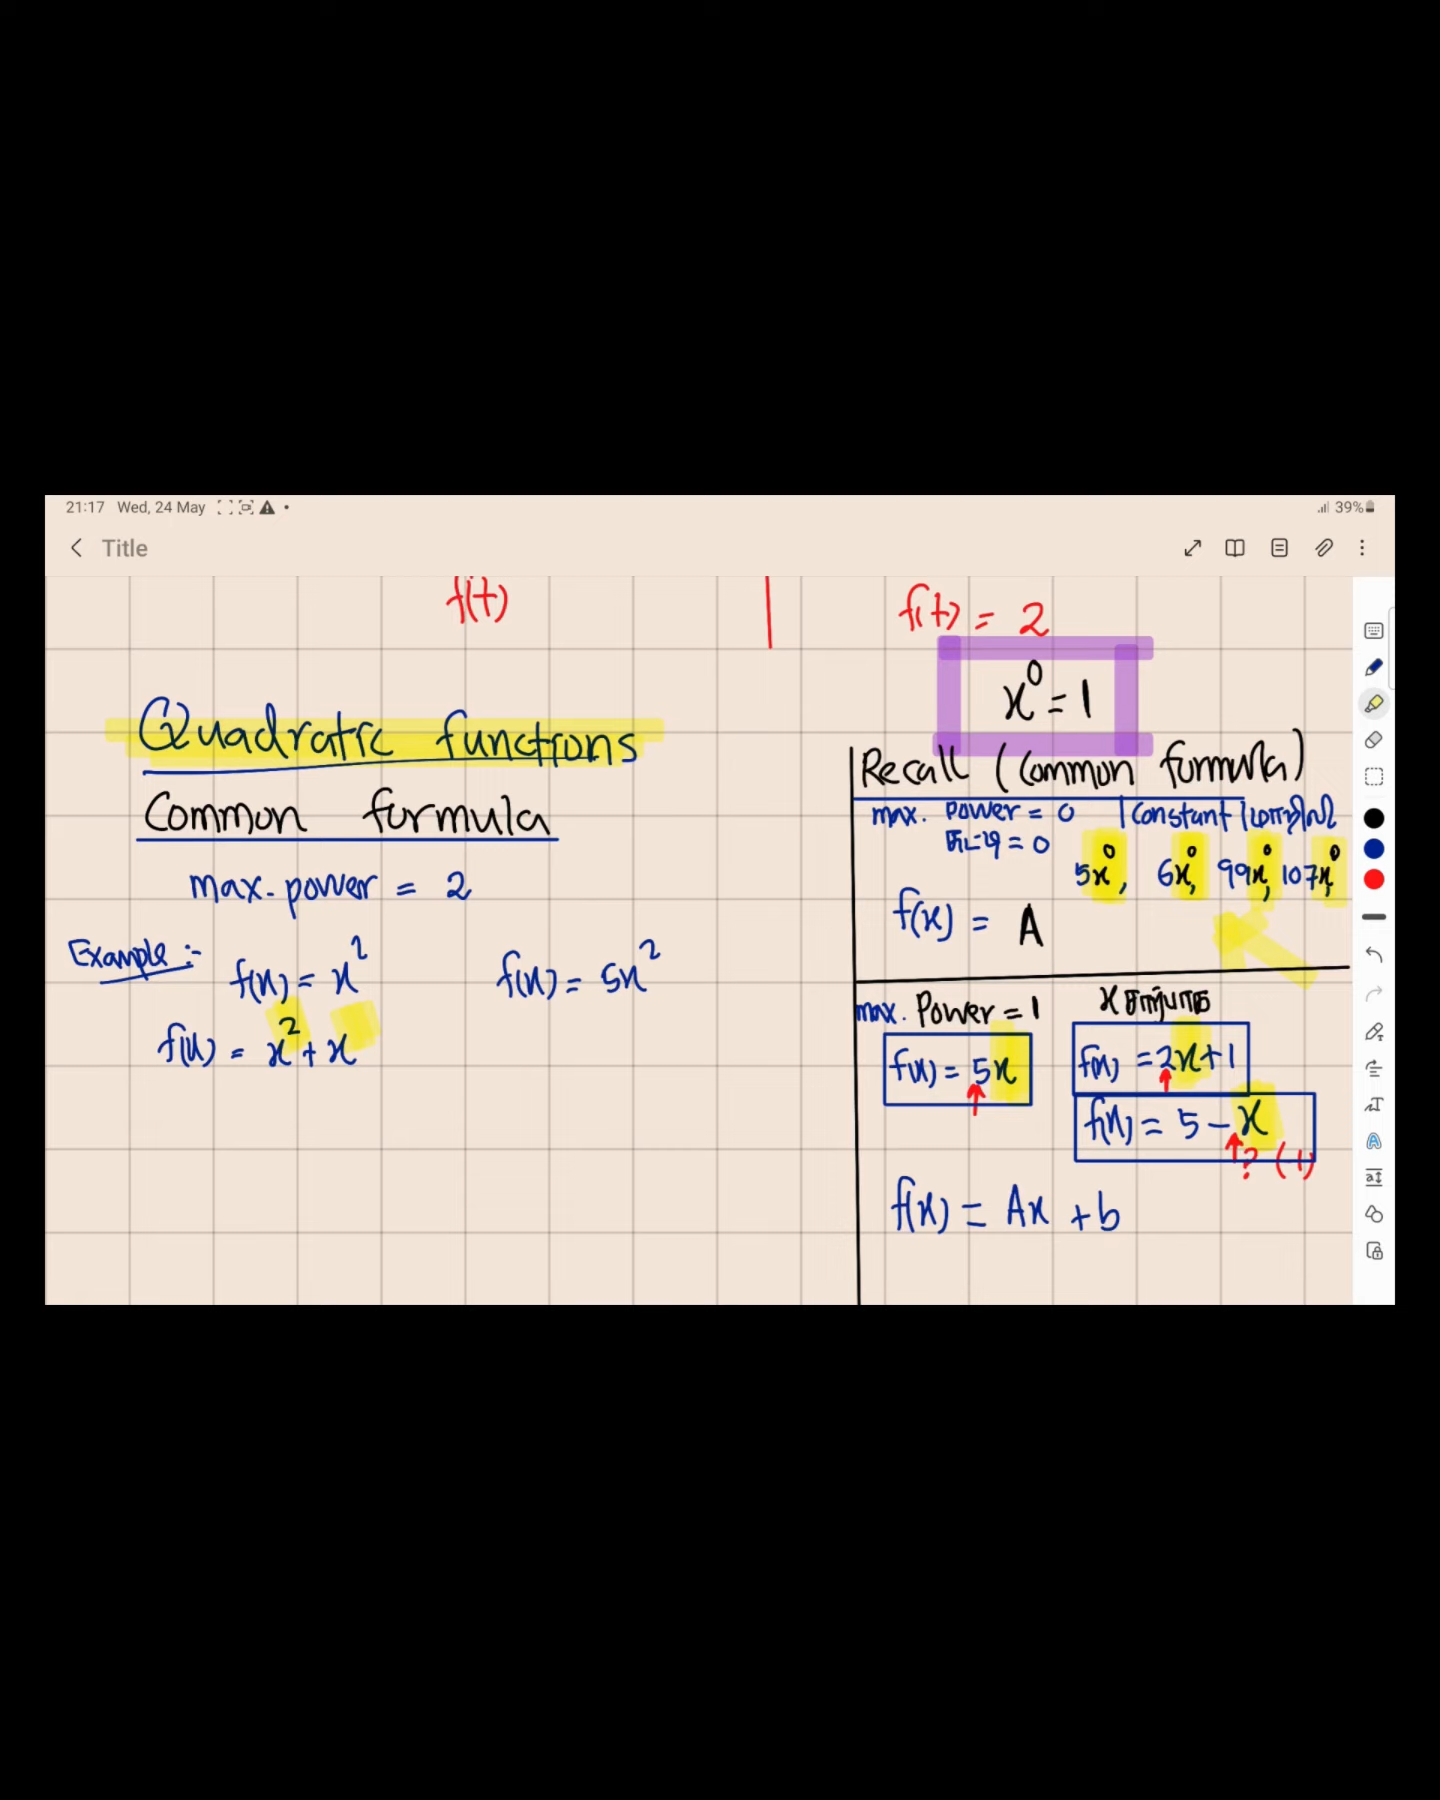 21:17 Wed, 24 May
39%
Title
f(t)
f(t) = 2
x⁰ = 1
Quadratic functions
Common formula
max. power = 2
Example :-
f(x) = x²
f(x) = 5x²
f(x) = x² + x
Recall (Common formula)
max. power = 0 | Constant |
= 0
5x⁰, 6x⁰, 99x⁰, 107x⁰
f(x) = A
max. Power = 1
f(x) = 5x
f(x) = 2x+1
f(x) = 5 - x
? (-1)
f(x) = Ax + b